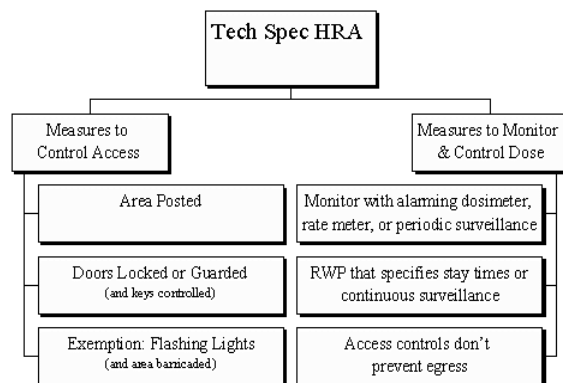 Tech Spec HRA
Measures to
Control Access
Measures to Monitor
& Control Dose
Area Posted
Monitor with alarming dosimeter,
rate meter, or periodic surveillance
Doors Locked or Guarded
(and keys controlled)
RWP that specifies stay times or
continuous surveillance
Exemption: Flashing Lights
(and area barricaded)
Access controls don't
prevent egress